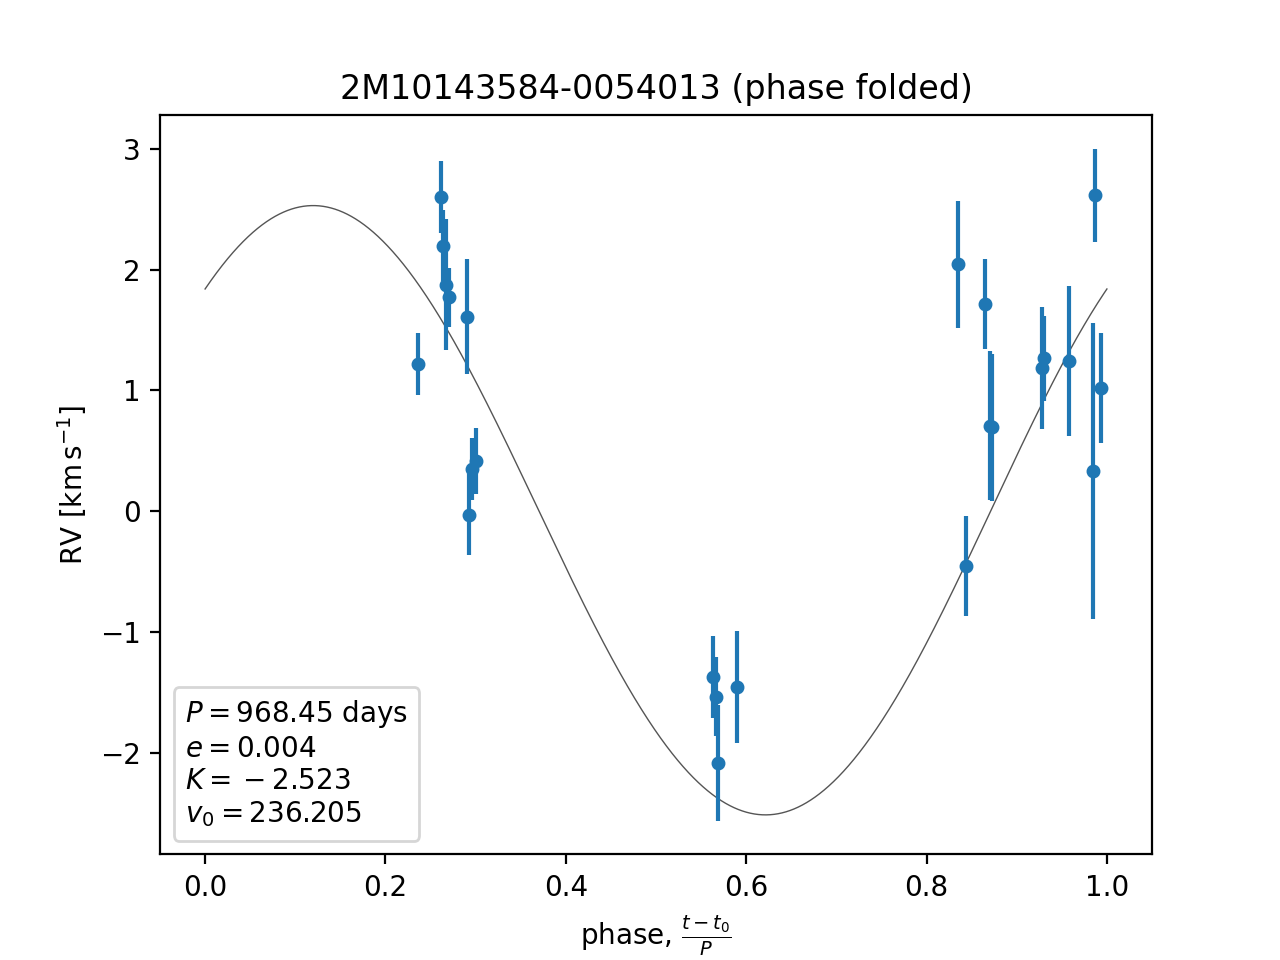 2M10143584-0054013 (phase folded)
3
2
1
0
−1
−2
RV [km s⁻¹]
P = 968.45 days
e = 0.004
K = −2.523
v₀ = 236.205
0.0 0.2 0.4 0.6 0.8 1.0
phase, (t − t₀)/P